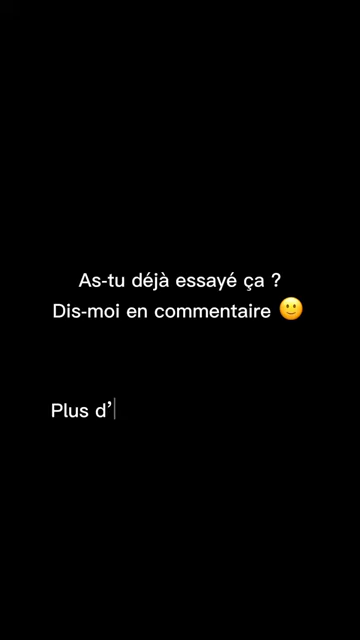 As-tu déjà essayé ça ?
Dis-moi en commentaire 🙂
Plus d’